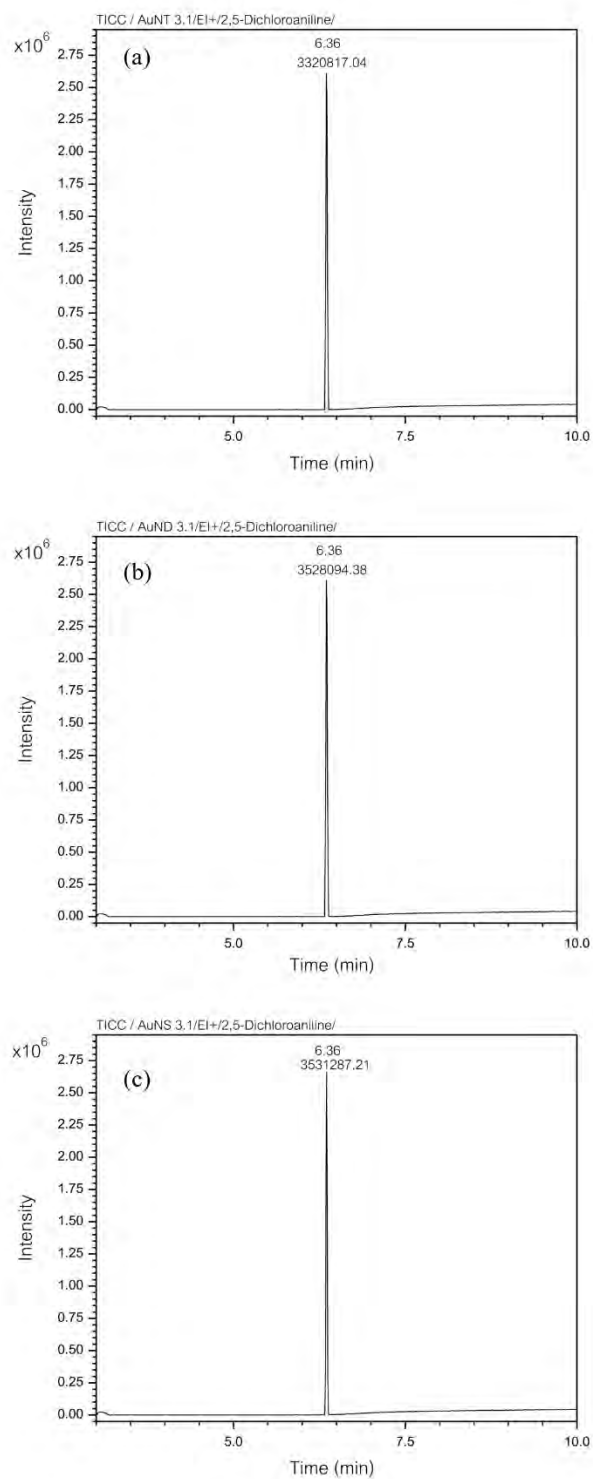 TICC / AuNT 3.1/EI+/2,5-Dichloroaniline/
x10⁶
(a)
6.36
3320817.04
2.75
2.50
2.25
2.00
1.75
1.50
1.25
1.00
0.75
0.50
0.25
0.00
Intensity
5.0 7.5 10.0
Time (min)
TICC / AuND 3.1/EI+/2,5-Dichloroaniline/
x10⁶
(b)
6.36
3528094.38
2.75
2.50
2.25
2.00
1.75
1.50
1.25
1.00
0.75
0.50
0.25
0.00
Intensity
5.0 7.5 10.0
Time (min)
TICC / AuNS 3.1/EI+/2,5-Dichloroaniline/
x10⁶
(c)
6.36
3531287.21
2.75
2.50
2.25
2.00
1.75
1.50
1.25
1.00
0.75
0.50
0.25
0.00
Intensity
5.0 7.5 10.0
Time (min)